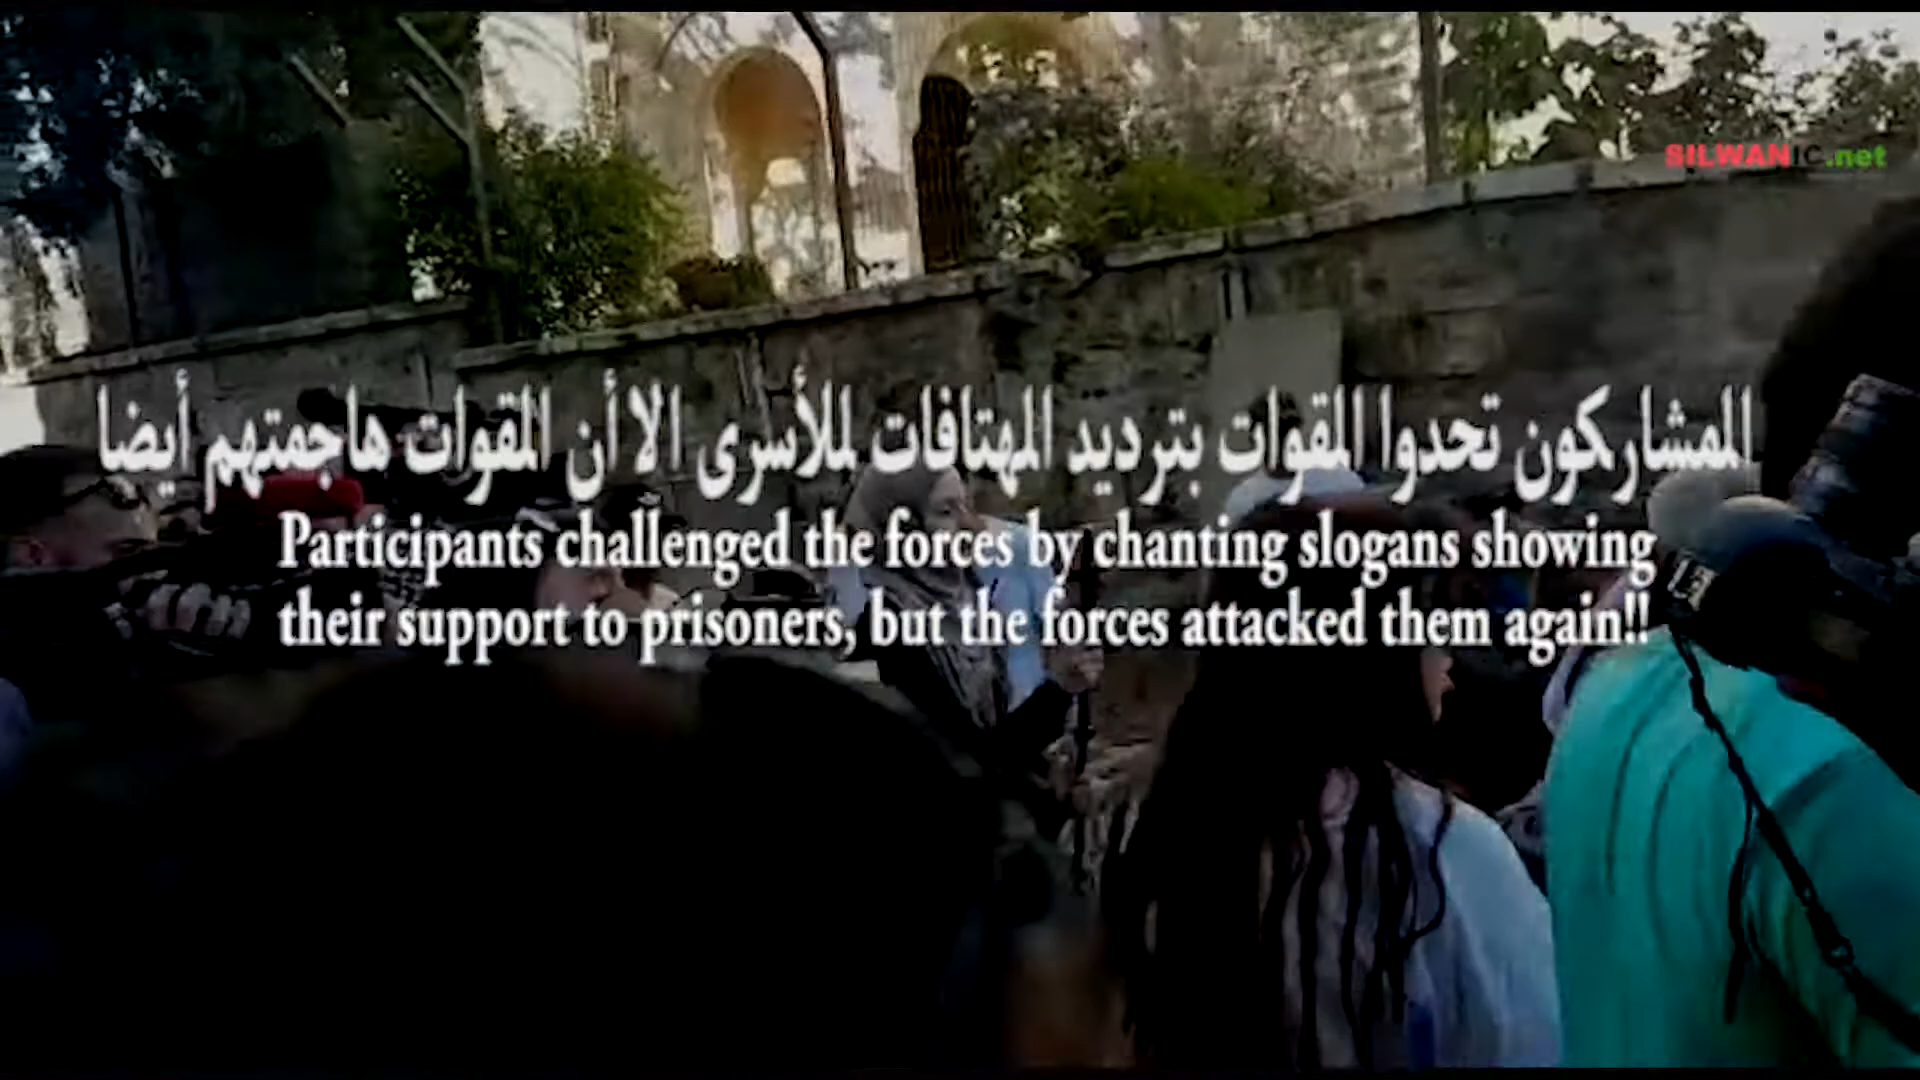 SILWANIC.net
المشاركون تحدوا القوات بترديد الهتافات للأسرى الا أن القوات هاجمتهم أيضا
Participants challenged the forces by chanting slogans showing
their support to prisoners, but the forces attacked them again!!